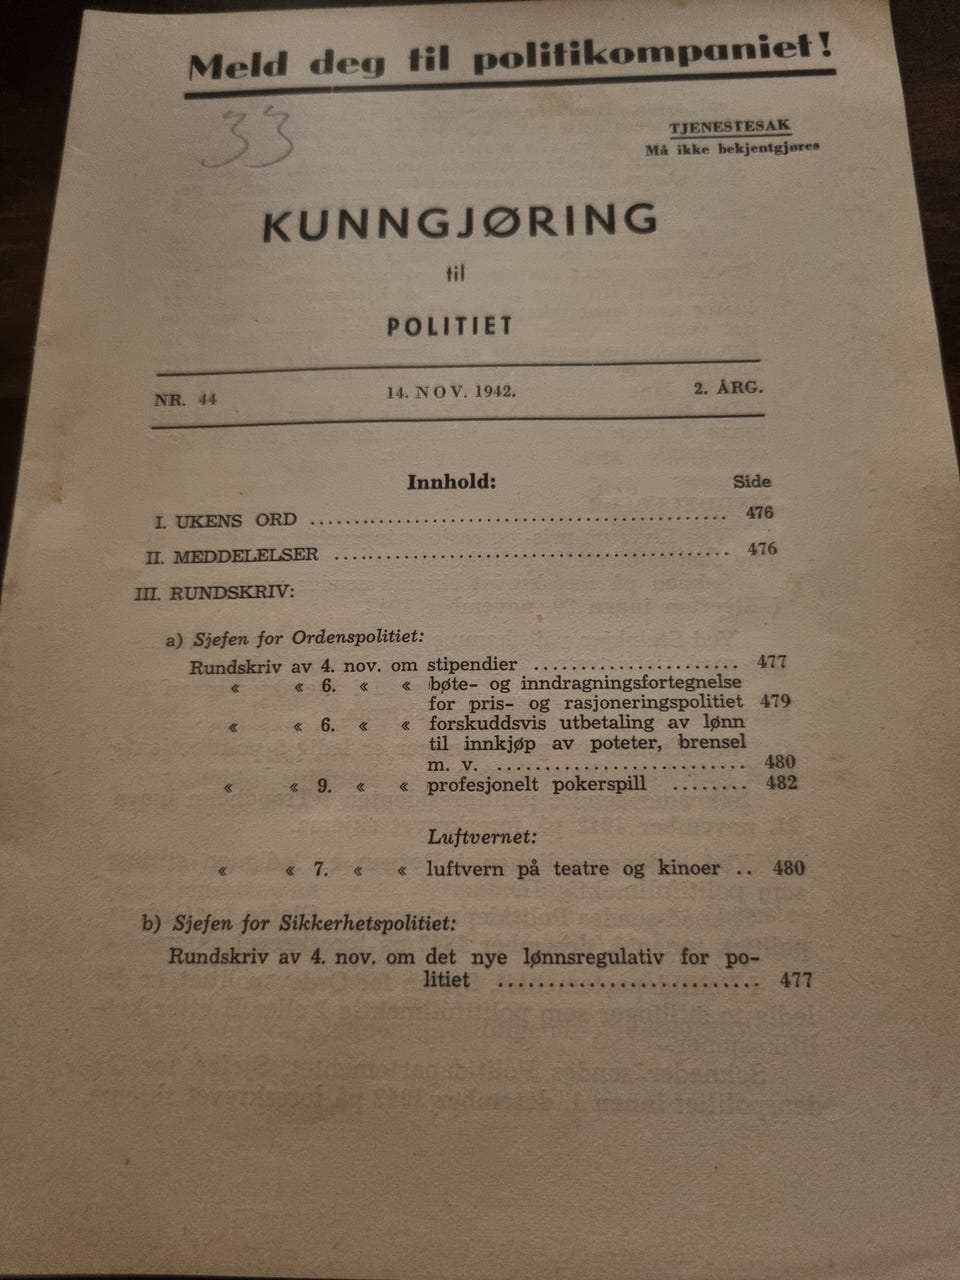 Meld deg til politikompaniet!
33
TJENESTESAK
Må ikke bekjentgjøres
KUNNGJØRING
til
POLITIET
NR. 44 14. NOV. 1942. 2. ÅRG.
Innhold: Side
I. UKENS ORD ........................................ 476
II. MEDDELELSER ........................................ 476
III. RUNDSKRIV:
a) Sjefen for Ordenspolitiet:
Rundskriv av 4. nov. om stipendier .................... 477
« « 6. « « bøte- og inndragningsfortegnelse
for pris- og rasjoneringspolitiet 479
« « 6. « « forskuddsvis utbetaling av lønn
til innkjøp av poteter, brensel
m. v. ......................... 480
« « 9. « « profesjonelt pokerspill ........ 482
Luftvernet:
« « 7. « « luftvern på teatre og kinoer .. 480
b) Sjefen for Sikkerhetspolitiet:
Rundskriv av 4. nov. om det nye lønnsregulativ for po-
litiet .......................... 477